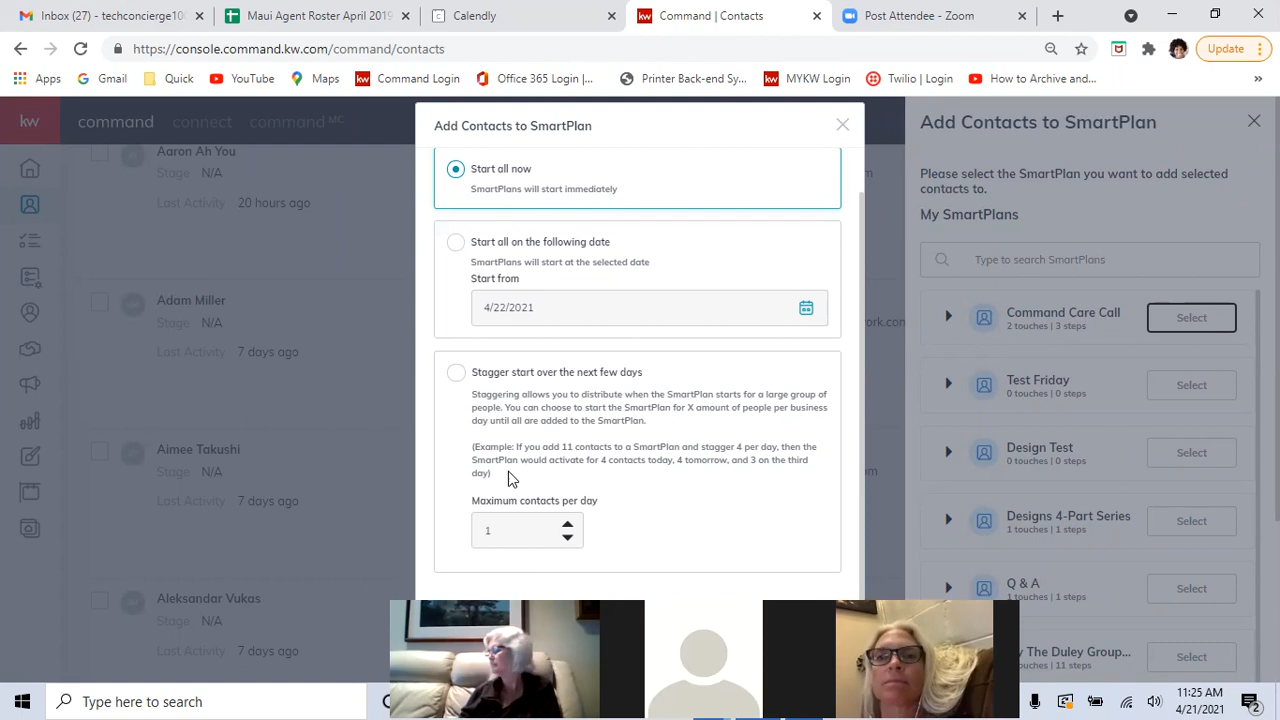 Inbox (271) - techconcierge10
Maui Agent Roster April 2019
Calendly
Command | Contacts
Post Attendee - Zoom
https://console.command.kw.com/command/contacts
Update
Apps
Gmail
Quick
YouTube
Maps
Command Login
Office 365 Login |...
Printer Back-end Sy...
MYKW Login
Twilio | Login
How to Archive and...
»
kw
command
connect
command MC
Aaron Ah You
Stage N/A
Last Activity 20 hours ago
Adam Miller
Stage N/A
Last Activity 7 days ago
Aimee Takushi
Stage N/A
Last Activity 7 days ago
Aleksandar Vukas
Stage N/A
Last Activity 7 days ago
work.com
Add Contacts to SmartPlan
Start all now
SmartPlans will start immediately
Start all on the following date
SmartPlans will start at the selected date
Start from
4/22/2021
Stagger start over the next few days
Staggering allows you to distribute when the SmartPlan starts for a large group of
people. You can choose to start the SmartPlan for X amount of people per business
day until all are added to the SmartPlan.
(Example: If you add 11 contacts to a SmartPlan and stagger 4 per day, then the
SmartPlan would activate for 4 contacts today, 4 tomorrow, and 3 on the third
day)
Maximum contacts per day
1
Add Contacts to SmartPlan
Please select the SmartPlan you want to add selected
contacts to.
My SmartPlans
Type to search SmartPlans
Command Care Call
2 touches | 3 steps
Select
Test Friday
0 touches | 0 steps
Select
Design Test
0 touches | 0 steps
Select
Designs 4-Part Series
1 touches | 1 steps
Select
Q & A
1 touches | 1 steps
Select
The Duley Group...
touches | 11 steps
Select
Type here to search
11:25 AM
4/21/2021
2